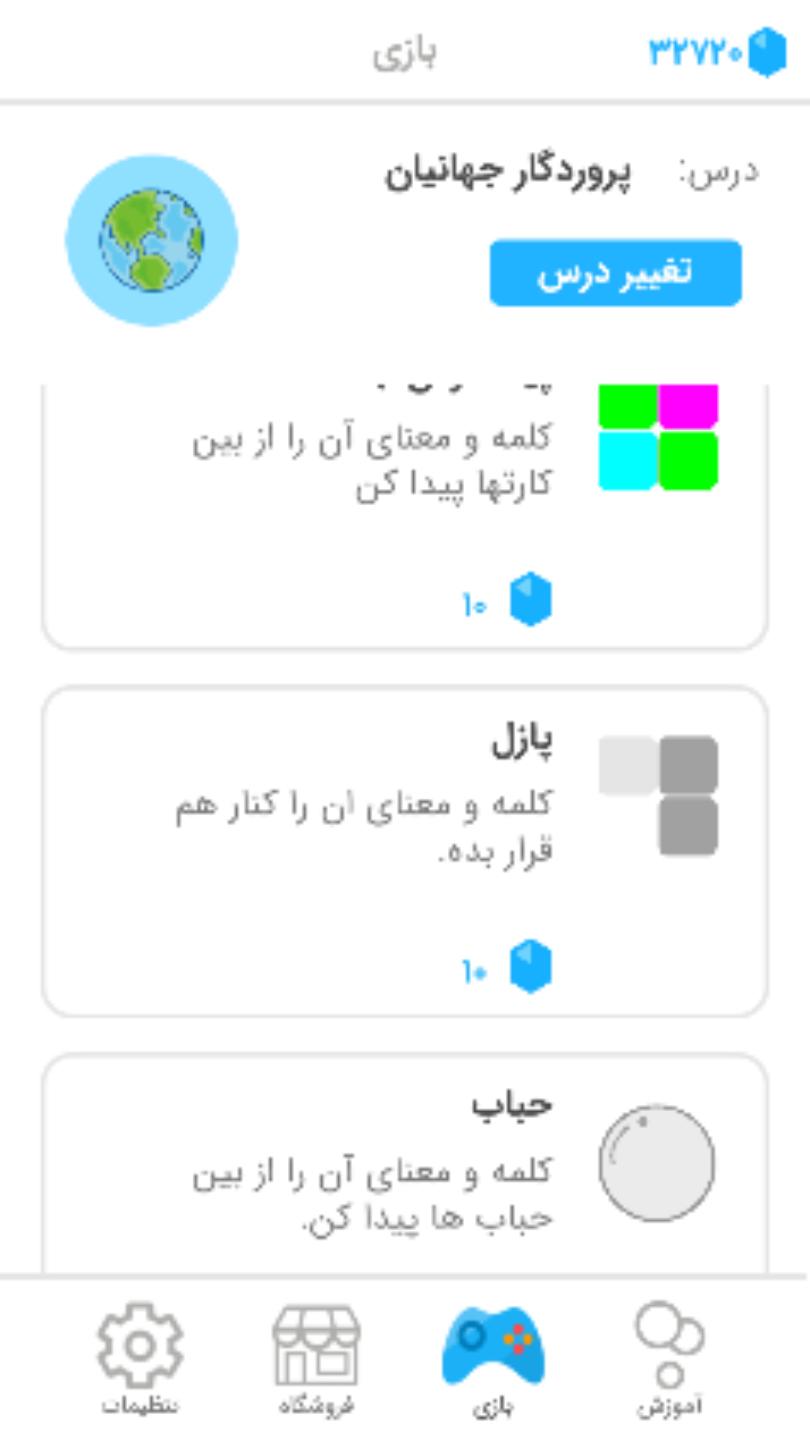 بازی
۳۲۷۲۰
درس: پروردگار جهانیان
تغییر درس
کلمه و معنای آن را از بین
کارتها پیدا کن
۱۰
پازل
کلمه و معنای ان را کنار هم
قرار بده.
۱۰
حباب
کلمه و معنای آن را از بین
حباب ها پیدا کن.
آموزش
بازی
فروشگاه
تنظیمات